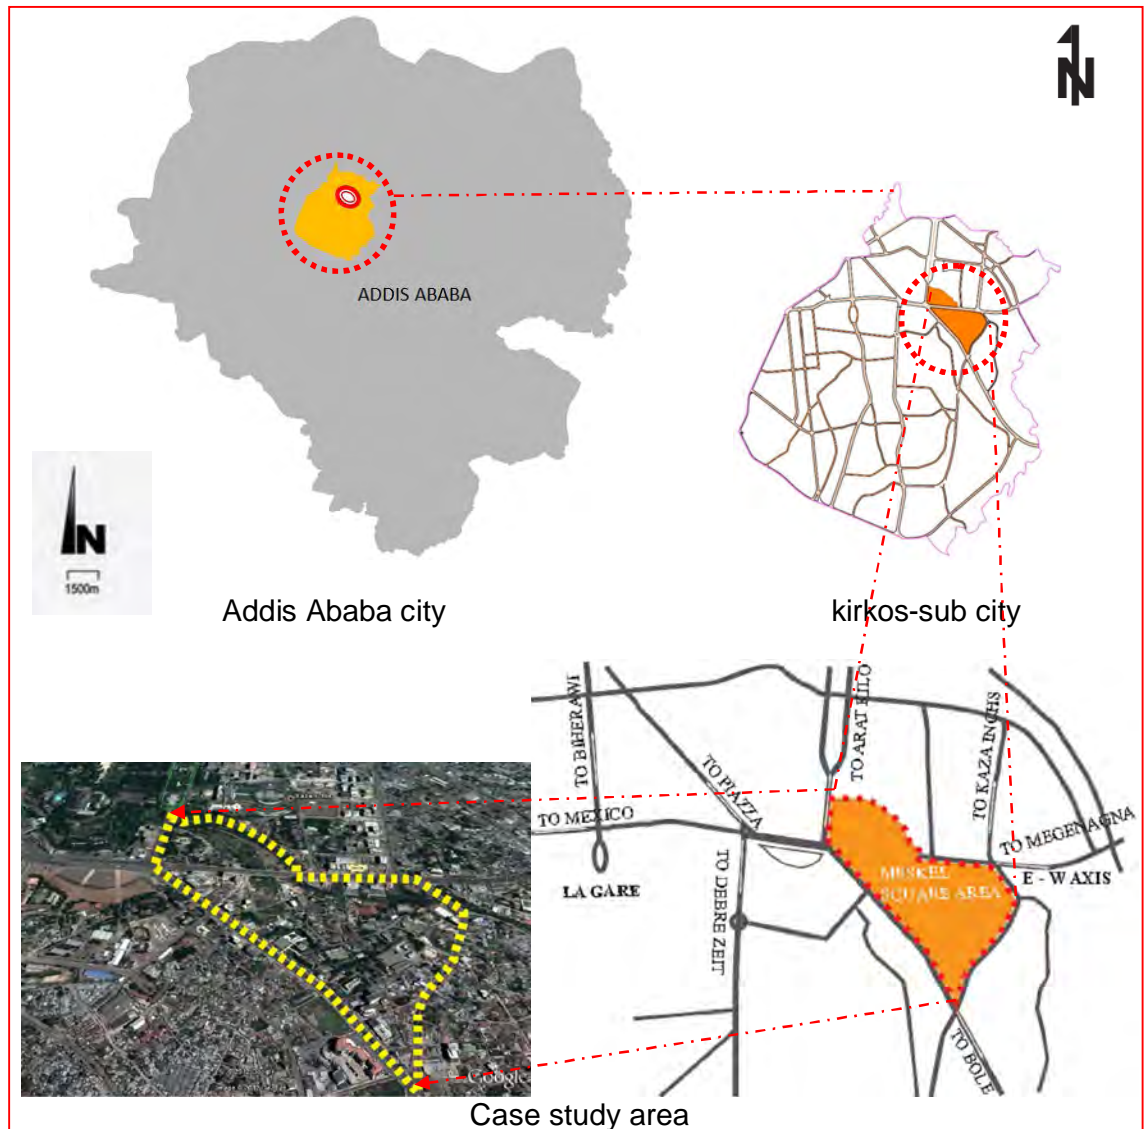 N
ADDIS ABABA
N
1500m
Addis Ababa city
kirkos-sub city
TO BIHERAWI
TO PIAZZA
TO ARAT KILO
TO KAZA INCHS
TO MEXICO
TO MEGENAGNA
LA GARE
MESKEL
SQUARE AREA
E - W AXIS
TO DEBRE ZEIT
TO BOLE
Google
Case study area